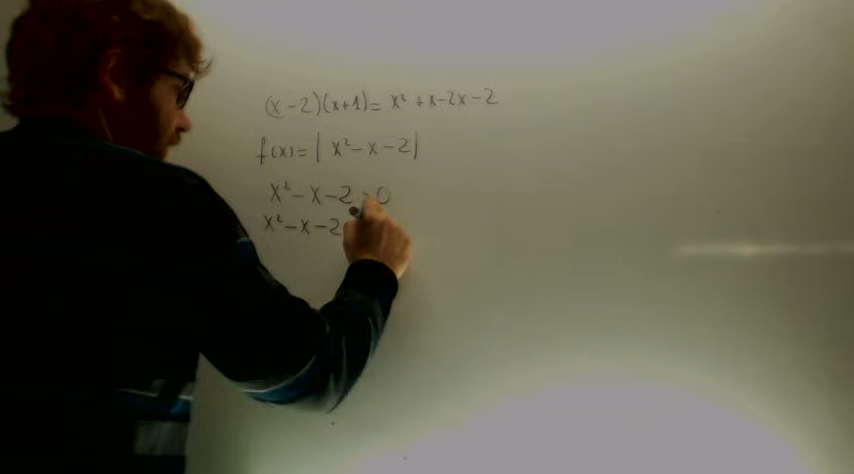 (x-2)(x+1)= x² +x-2x-2
f(x)= | x²-x-2|
x²-x-2>0
x²-x-2